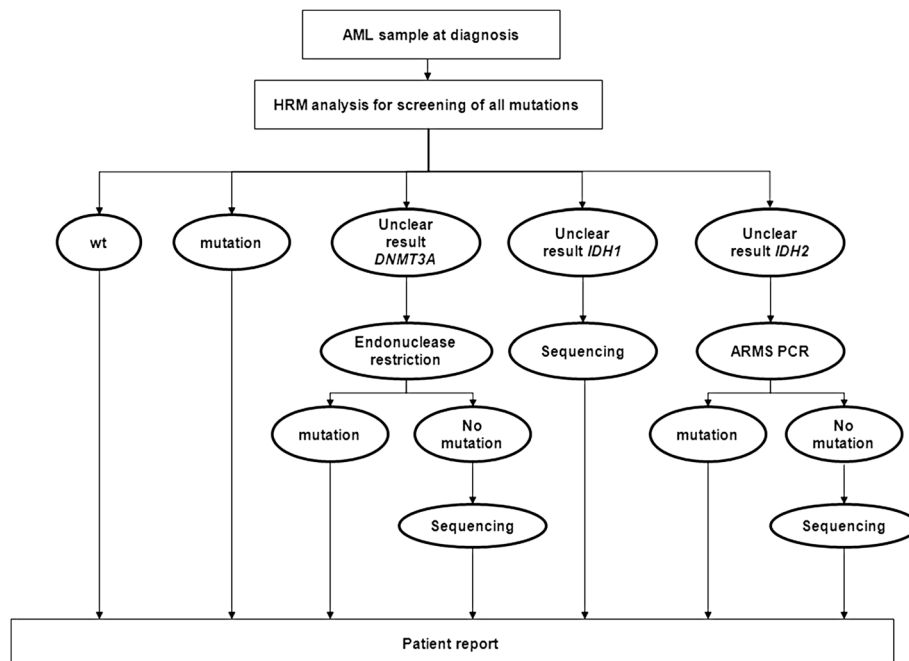 AML sample at diagnosis
HRM analysis for screening of all mutations
wt
mutation
Unclear
result
DNMT3A
Unclear
result IDH1
Unclear
result IDH2
Endonuclease
restriction
Sequencing
ARMS PCR
mutation
No
mutation
mutation
No
mutation
Sequencing
Sequencing
Patient report